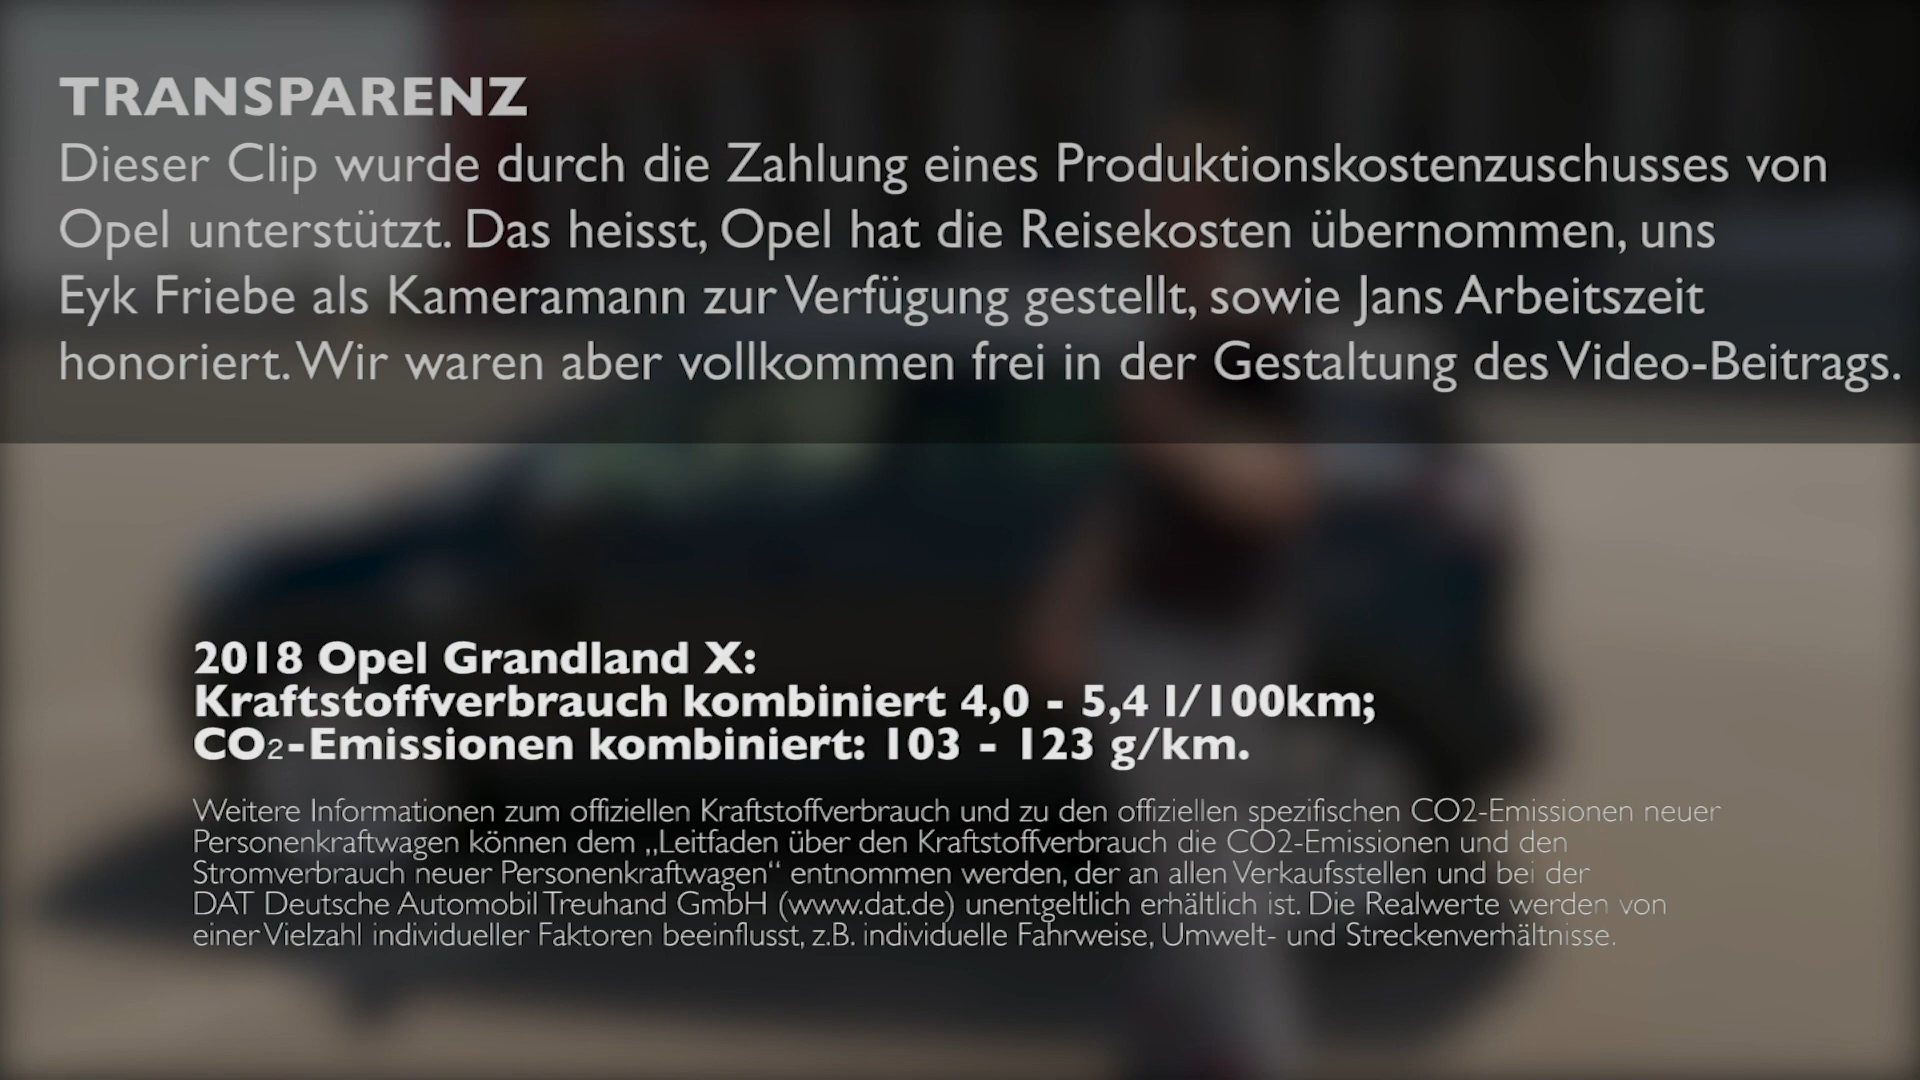 TRANSPARENZ
Dieser Clip wurde durch die Zahlung eines Produktionskostenzuschusses von
Opel unterstützt. Das heisst, Opel hat die Reisekosten übernommen, uns
Eyk Friebe als Kameramann zur Verfügung gestellt, sowie Jans Arbeitszeit
honoriert. Wir waren aber vollkommen frei in der Gestaltung des Video-Beitrags.
2018 Opel Grandland X:
Kraftstoffverbrauch kombiniert 4,0 - 5,4 l/100km;
CO2-Emissionen kombiniert: 103 - 123 g/km.
Weitere Informationen zum offiziellen Kraftstoffverbrauch und zu den offiziellen spezifischen CO2-Emissionen neuer
Personenkraftwagen können dem „Leitfaden über den Kraftstoffverbrauch die CO2-Emissionen und den
Stromverbrauch neuer Personenkraftwagen“ entnommen werden, der an allen Verkaufsstellen und bei der
DAT Deutsche Automobil Treuhand GmbH (www.dat.de) unentgeltlich erhältlich ist. Die Realwerte werden von
einer Vielzahl individueller Faktoren beeinflusst, z.B. individuelle Fahrweise, Umwelt- und Streckenverhältnisse.